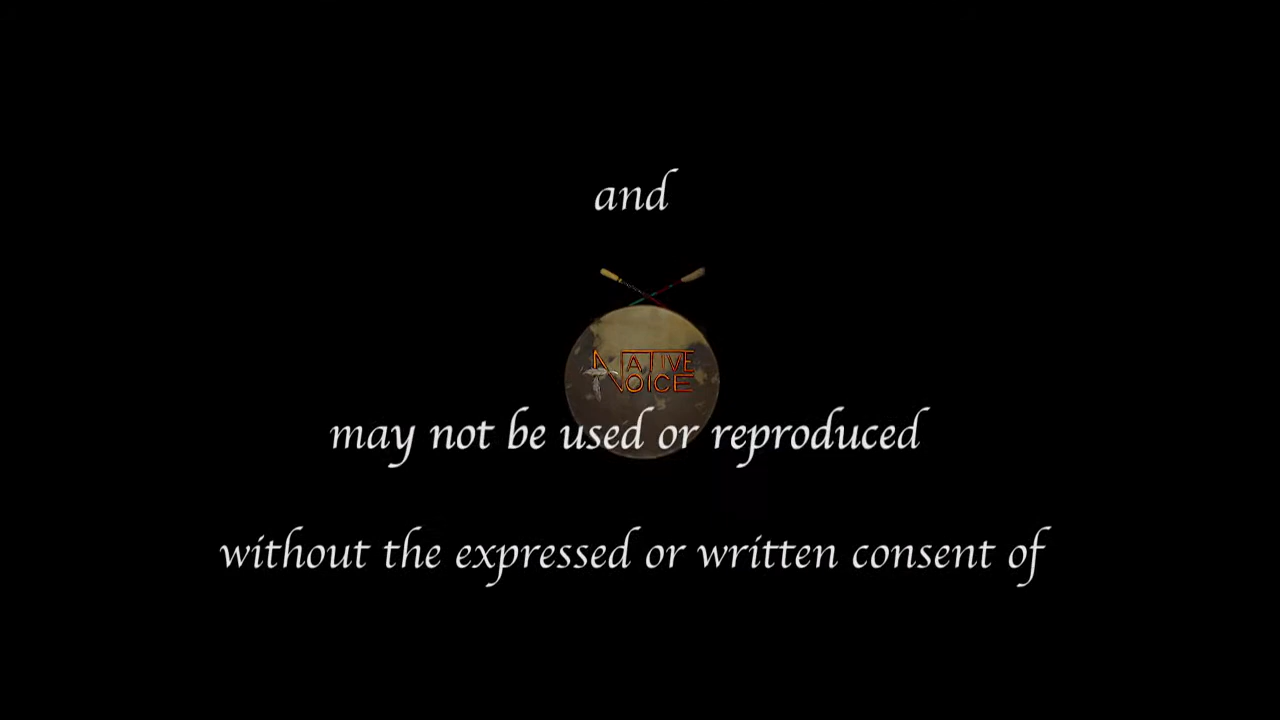 and
NATIVE
VOICE
may not be used or reproduced
without the expressed or written consent of